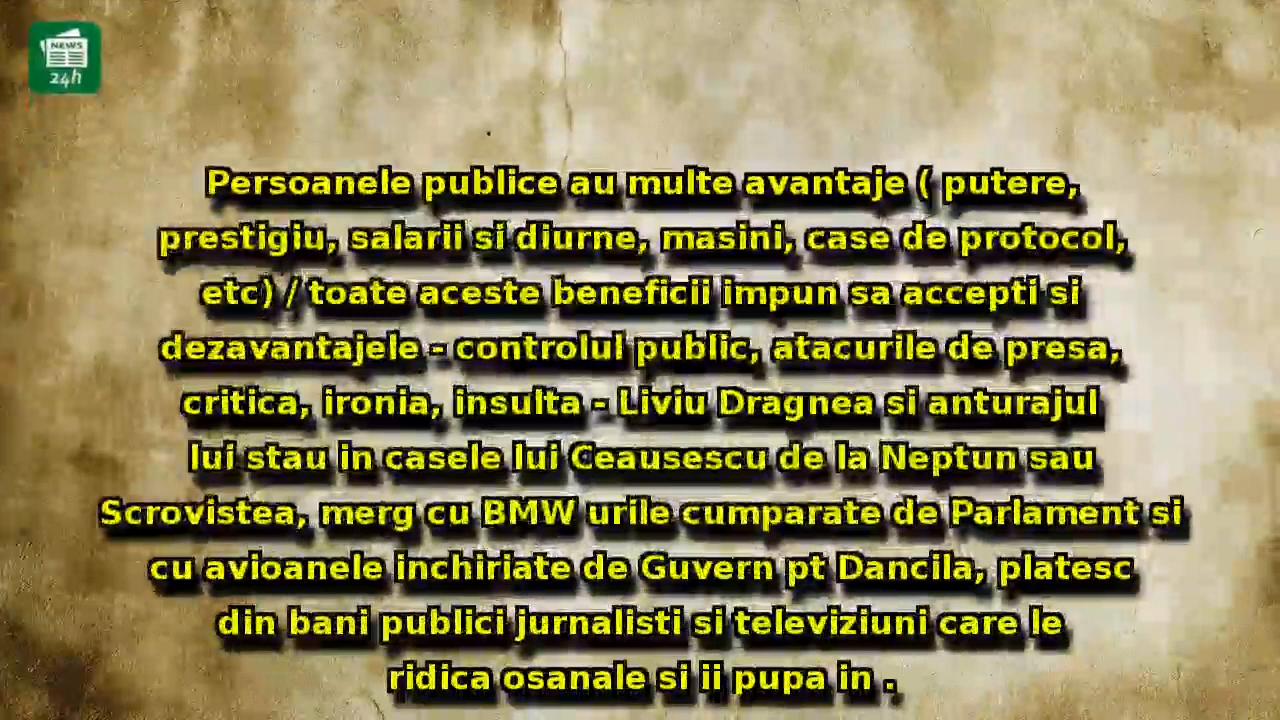 NEWS
24h
Persoanele publice au multe avantaje ( putere,
prestigiu, salarii si diurne, masini, case de protocol,
etc) / toate aceste beneficii impun sa accepti si
dezavantajele - controlul public, atacurile de presa,
critica, ironia, insulta - Liviu Dragnea si anturajul
lui stau in casele lui Ceausescu de la Neptun sau
Scrovistea, merg cu BMW urile cumparate de Parlament si
cu avioanele inchiriate de Guvern pt Dancila, platesc
din bani publici jurnalisti si televiziuni care le
ridica osanale si ii pupa in .